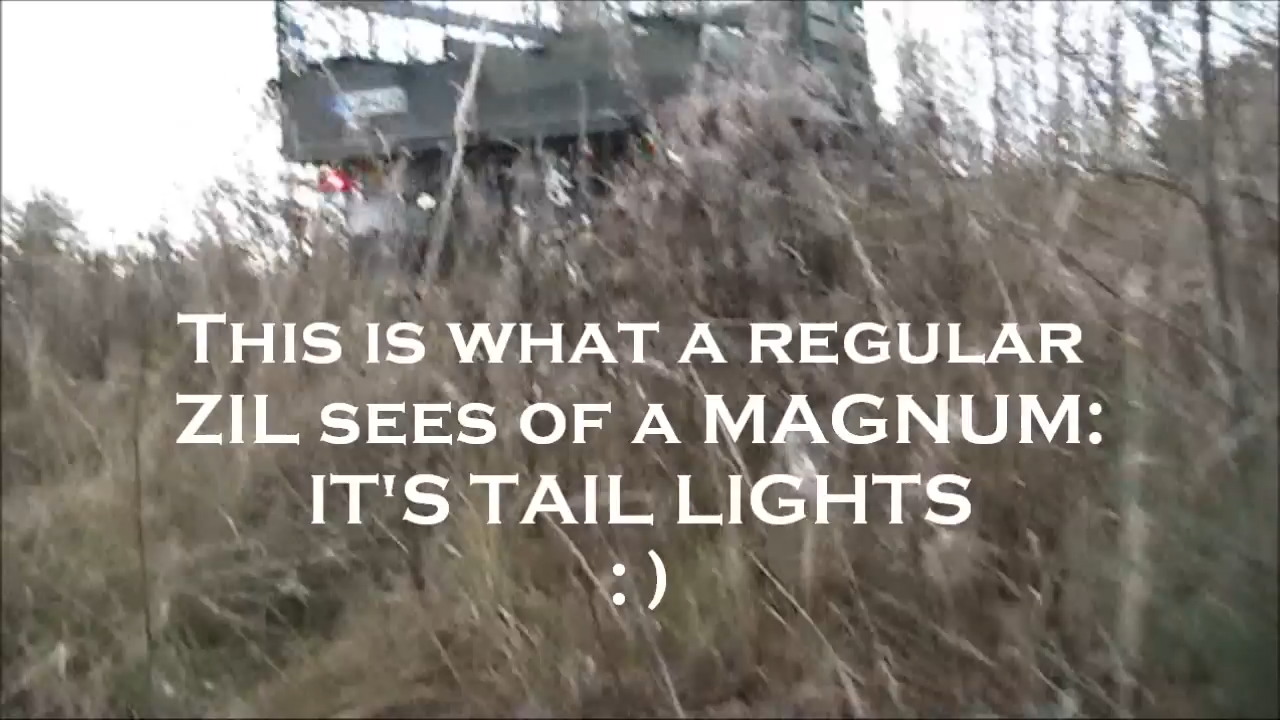 THIS IS WHAT A REGULAR
ZIL SEES OF A MAGNUM:
IT'S TAIL LIGHTS
:)